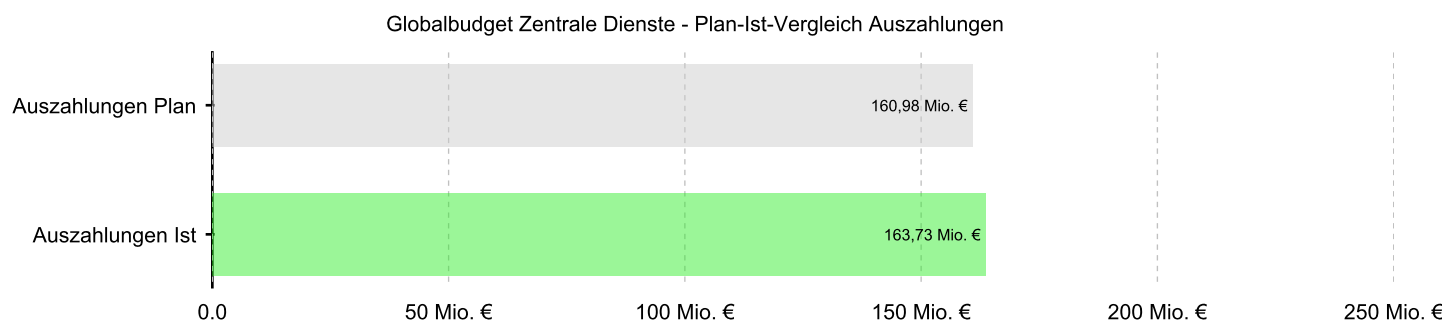 Globalbudget Zentrale Dienste - Plan-Ist-Vergleich Auszahlungen
Auszahlungen Plan
160,98 Mio. €
Auszahlungen Ist
163,73 Mio. €
0.0
50 Mio. €
100 Mio. €
150 Mio. €
200 Mio. €
250 Mio. €